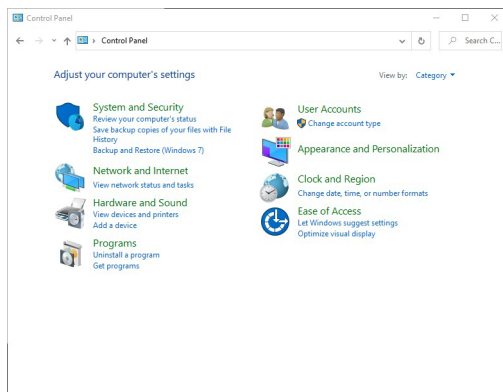 Control Panel
Control Panel
Search C...
Adjust your computer's settings
View by: Category
System and Security
Review your computer's status
Save backup copies of your files with File
History
Backup and Restore (Windows 7)
Network and Internet
View network status and tasks
Hardware and Sound
View devices and printers
Add a device
Programs
Uninstall a program
Get programs
User Accounts
Change account type
Appearance and Personalization
Clock and Region
Change date, time, or number formats
Ease of Access
Let Windows suggest settings
Optimize visual display